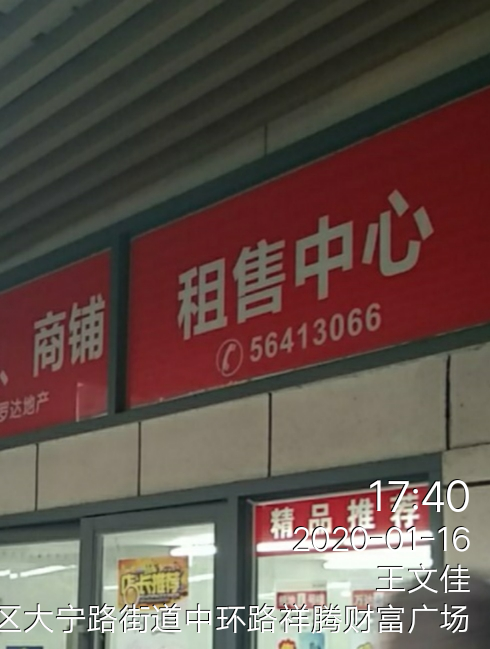 租售中心
、商铺
56413066
罗达地产
精品推荐
17:40
2020-01-16
王文佳
区大宁路街道中环路祥腾财富广场